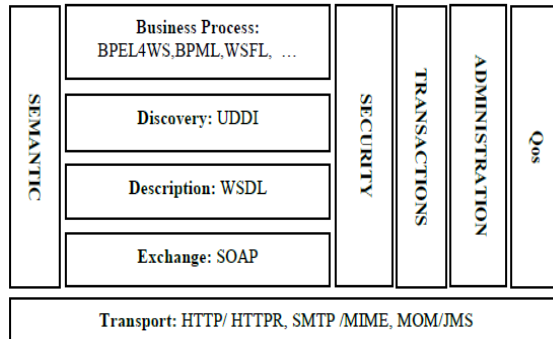 SEMANTIC
Business Process:
BPEL4WS,BPML,WSFL, …
Discovery: UDDI
Description: WSDL
Exchange: SOAP
SECURITY
TRANSACTIONS
ADMINISTRATION
Qos
Transport: HTTP/ HTTPR, SMTP /MIME, MOM/JMS